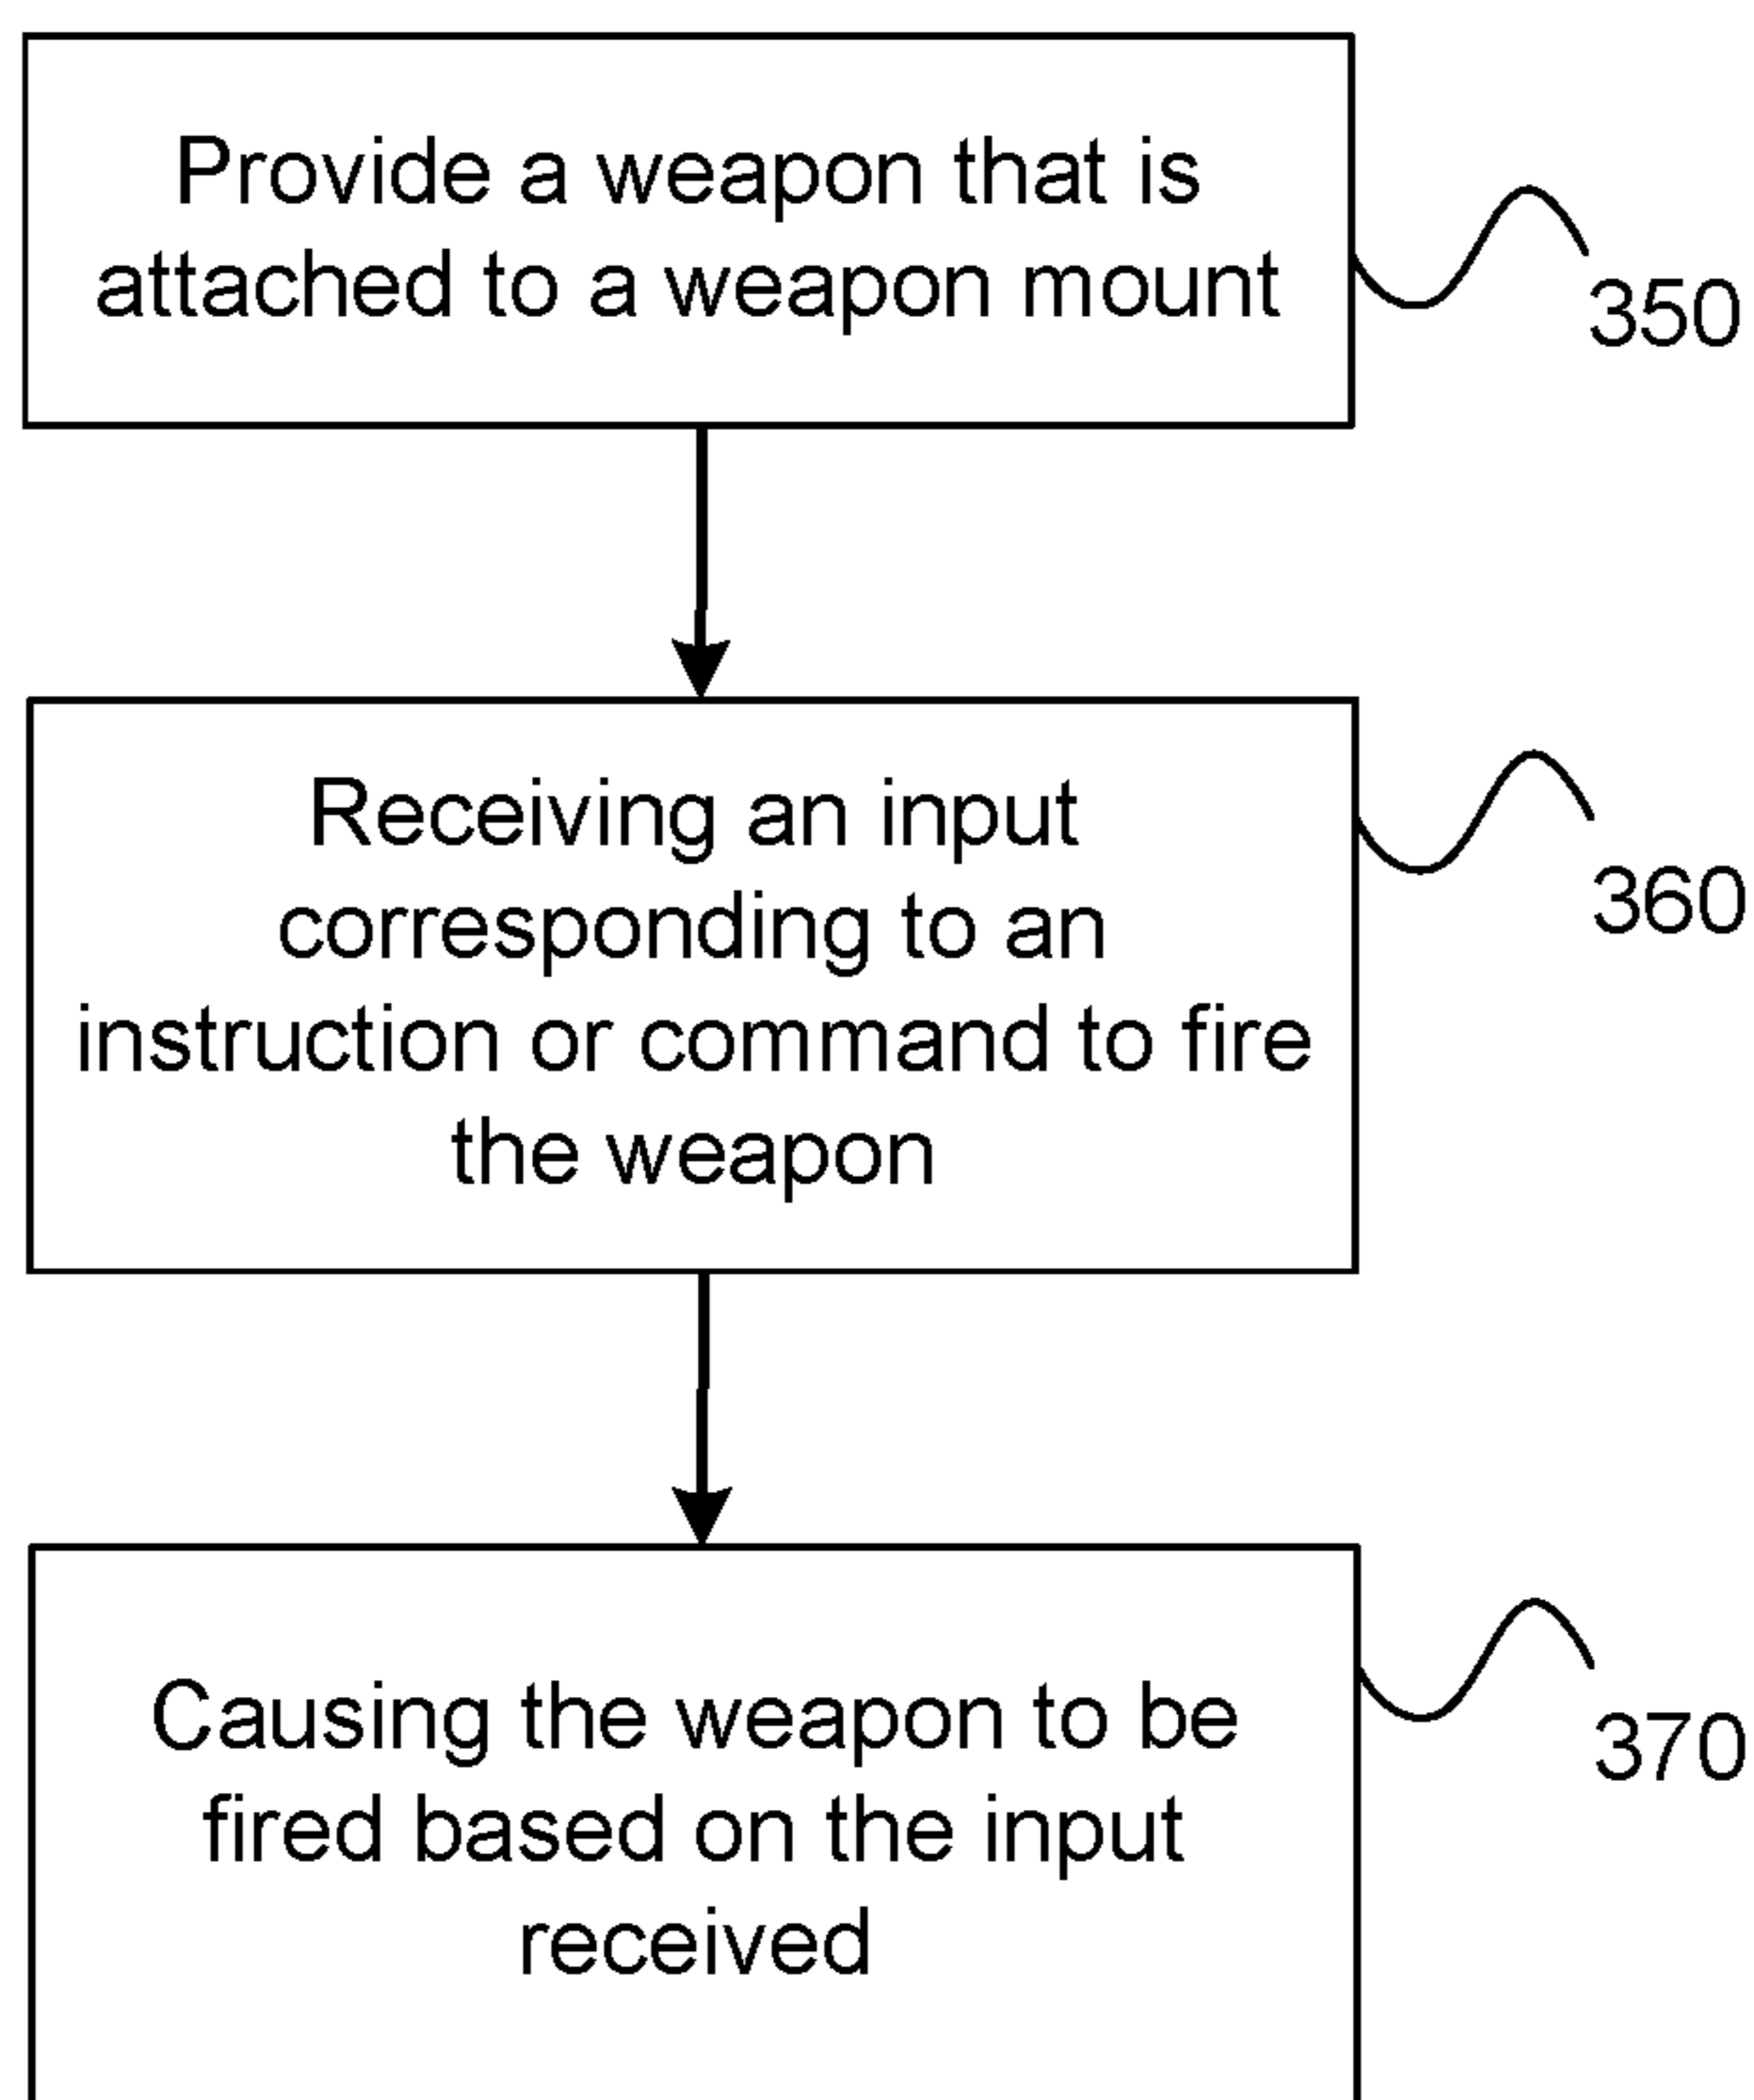 Provide a weapon that is
attached to a weapon mount
350
Receiving an input
corresponding to an
instruction or command to fire
the weapon
360
Causing the weapon to be
fired based on the input
received
370